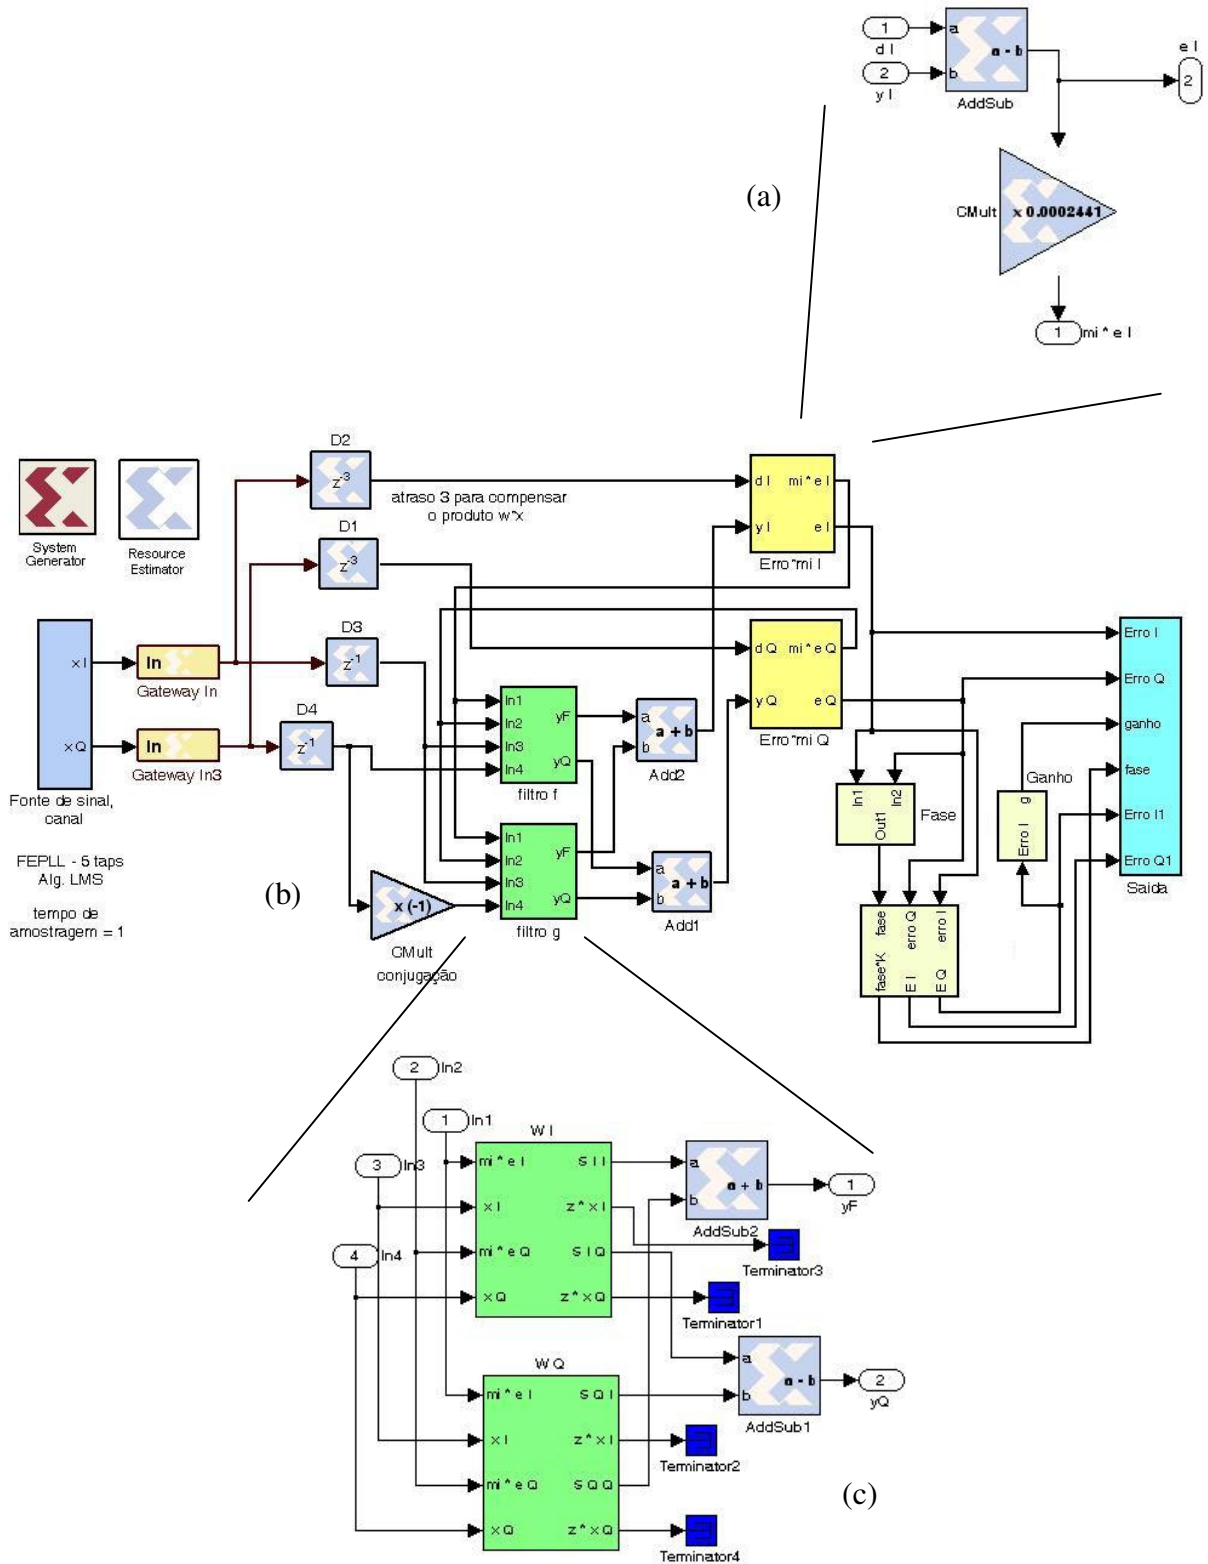 1
d I
2
y I
a
b
a - b
AddSub
e I
2
(a)
CMult
x 0.0002441
1
mi*e I
System
Generator
Resource
Estimator
D2
z-3
atraso 3 para compensar
o produto w*x
D1
z-3
D3
z-1
D4
z-1
x I
x Q
Fonte de sinal,
canal
In
Gateway In
In
Gateway In3
FEPLL - 5 taps
Alg. LMS
tempo de
amostragem = 1
(b)
x (-1)
CMult
conjugação
In1
In2
In3
In4
yF
yQ
filtro f
In1
In2
In3
In4
yF
yQ
filtro g
a
b
a + b
Add2
a
b
a + b
Add1
d I
mi*e I
y I
e I
Erro*mi I
d Q
mi*e Q
y Q
e Q
Erro*mi Q
In1
In2
Out1
Fase
fase
erro Q
erro I
fase*K
E I
E Q
Ganho
g
Erro I
Erro I
Erro Q
ganho
fase
Erro I1
Erro Q1
Saida
2
In2
1
In1
3
In3
4
In4
W I
mi*e I
x I
mi*e Q
x Q
S I I
z*x I
S I Q
z*x Q
a
b
a + b
AddSub2
1
yF
Terminator3
Terminator1
W Q
mi*e I
x I
mi*e Q
x Q
S Q I
z*x I
S Q Q
z*x Q
a
b
a - b
AddSub1
2
yQ
Terminator2
Terminator4
(c)